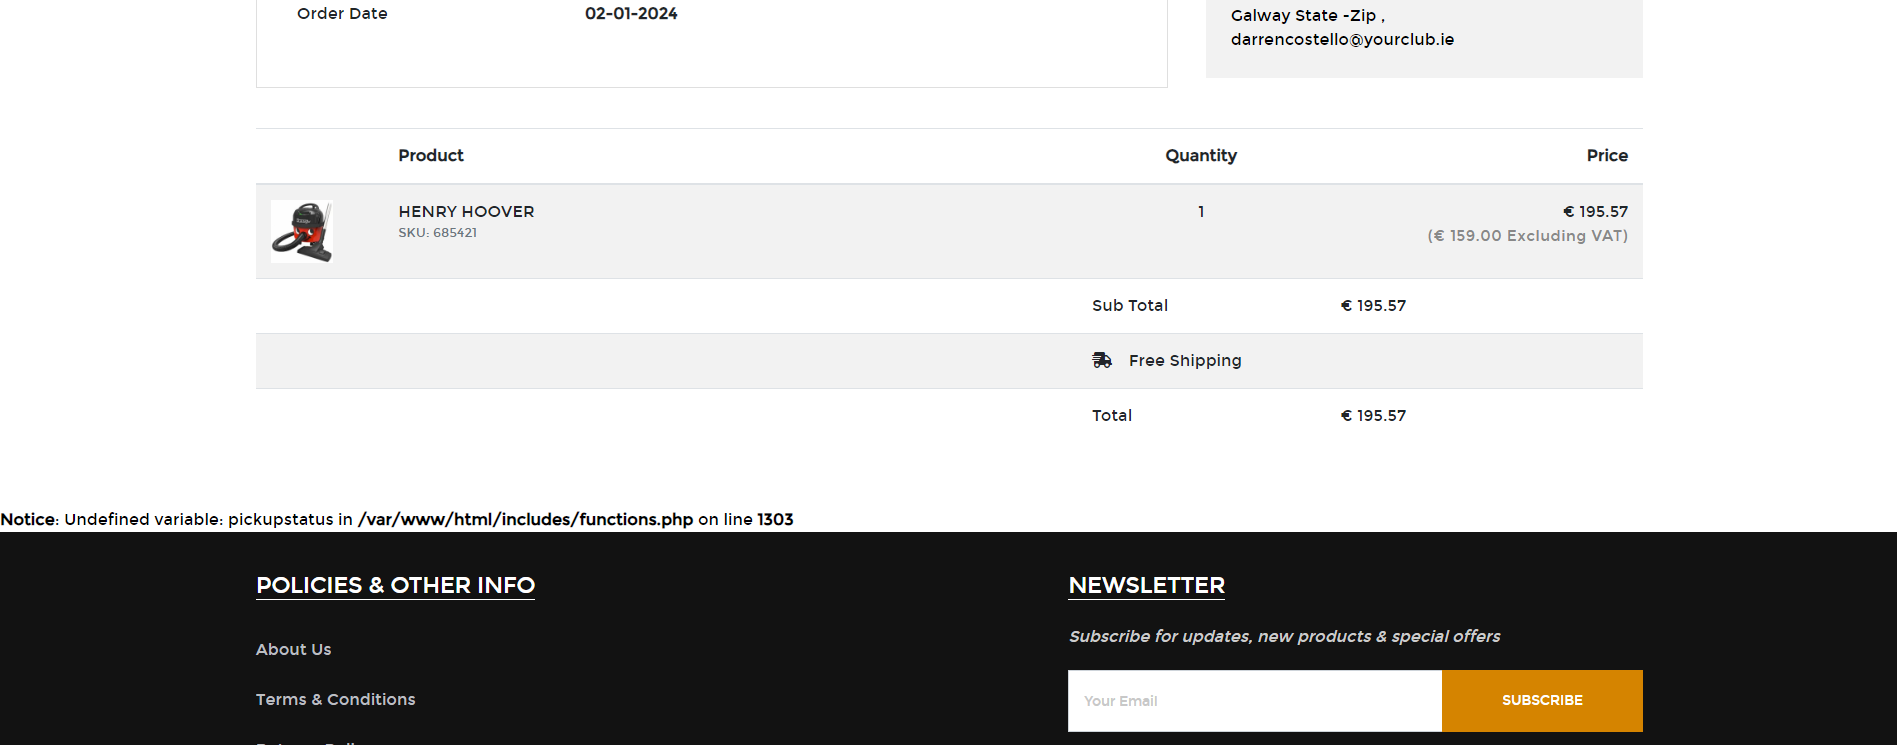 Order Date 02-01-2024
Galway State -Zip ,
darrencostello@yourclub.ie
Product Quantity Price
HENRY HOOVER 1 € 195.57
SKU: 685421
(€ 159.00 Excluding VAT)
Sub Total € 195.57
Free Shipping
Total € 195.57
Notice: Undefined variable: pickupstatus in /var/www/html/includes/functions.php on line 1303
POLICIES & OTHER INFO
About Us
Terms & Conditions
NEWSLETTER
Subscribe for updates, new products & special offers
Your Email SUBSCRIBE